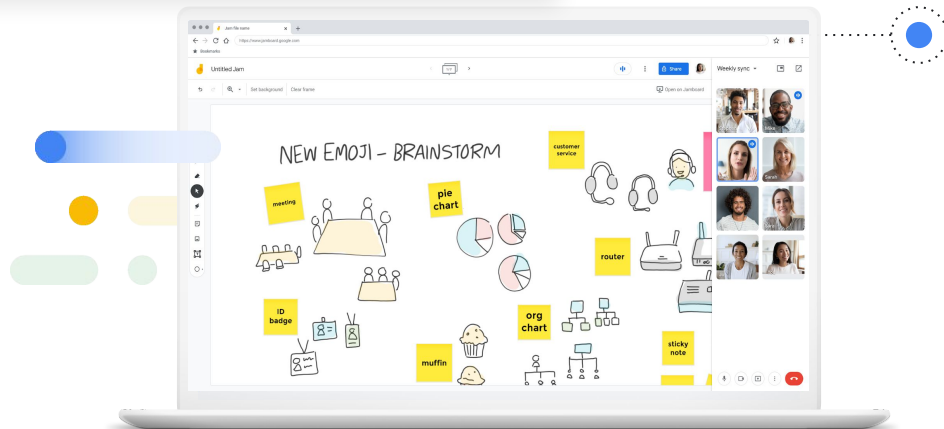 Jam file name
https://www.jamboard.google.com
Bookmarks
Untitled Jam
Share
Weekly sync
Set background
Clear frame
Open on Jamboard
NEW EMOJI – BRAINSTORM
customer
service
Mike
Sarah
meeting
pie
chart
router
ID
badge
org
chart
muffin
sticky
note